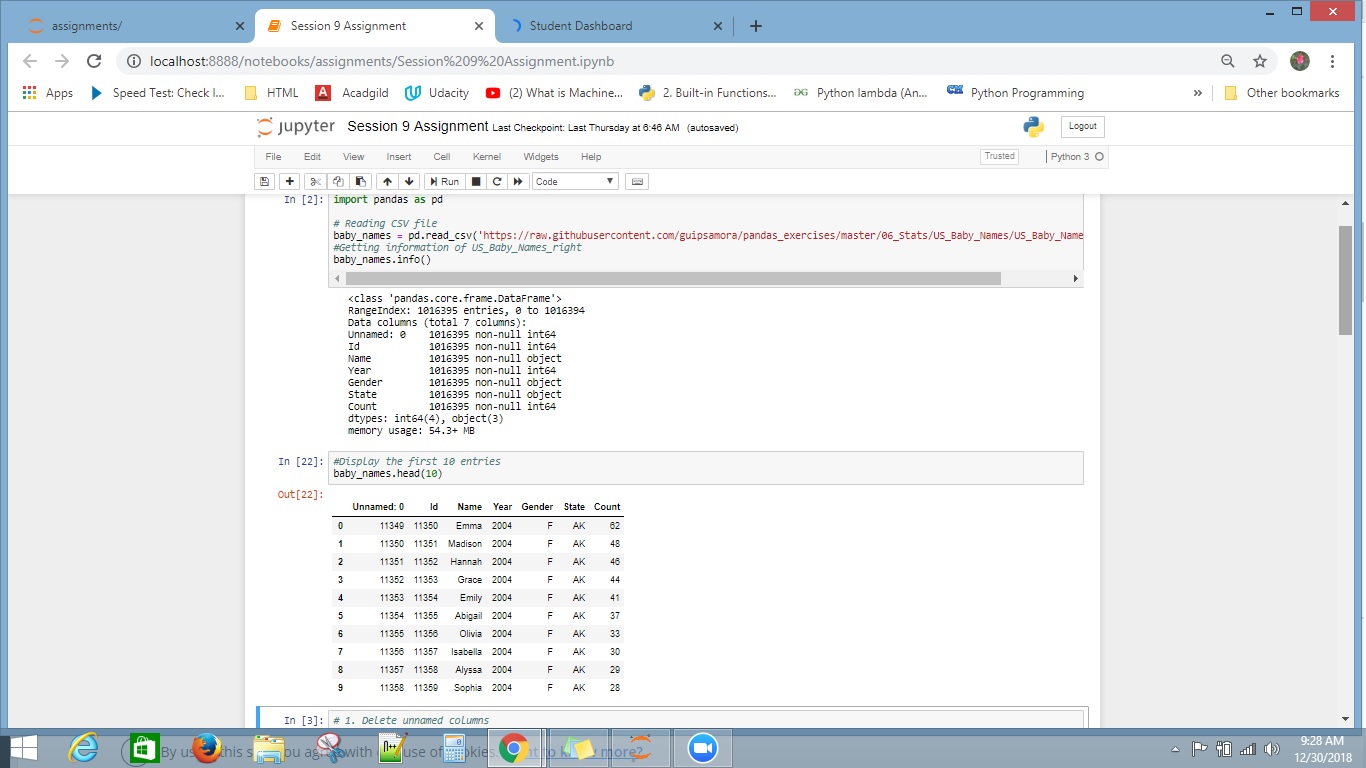 assignments/
Session 9 Assignment
Student Dashboard
localhost:8888/notebooks/assignments/Session%209%20Assignment.ipynb
Apps
Speed Test: Check I...
HTML
A
Acadgild
Udacity
(2) What is Machine...
2. Built-in Functions...
Python lambda (An...
Python Programming
»
Other bookmarks
jupyter Session 9 Assignment Last Checkpoint: Last Thursday at 6:46 AM (autosaved)
Logout
File Edit View Insert Cell Kernel Widgets Help
Trusted
Python 3
Run
Code
In [2]: import pandas as pd
# Reading CSV file
baby_names = pd.read_csv('https://raw.githubusercontent.com/guipsamora/pandas_exercises/master/06_Stats/US_Baby_Names/US_Baby_Name
#Getting information of US_Baby_Names_right
baby_names.info()
<class 'pandas.core.frame.DataFrame'>
RangeIndex: 1016395 entries, 0 to 1016394
Data columns (total 7 columns):
Unnamed: 0 1016395 non-null int64
Id 1016395 non-null int64
Name 1016395 non-null object
Year 1016395 non-null int64
Gender 1016395 non-null object
State 1016395 non-null object
Count 1016395 non-null int64
dtypes: int64(4), object(3)
memory usage: 54.3+ MB
In [22]: #Display the first 10 entries
baby_names.head(10)
Out[22]:
Unnamed: 0 Id Name Year Gender State Count
0 11349 11350 Emma 2004 F AK 62
1 11350 11351 Madison 2004 F AK 48
2 11351 11352 Hannah 2004 F AK 46
3 11352 11353 Grace 2004 F AK 44
4 11353 11354 Emily 2004 F AK 41
5 11354 11355 Abigail 2004 F AK 37
6 11355 11356 Olivia 2004 F AK 33
7 11356 11357 Isabella 2004 F AK 30
8 11357 11358 Alyssa 2004 F AK 29
9 11358 11359 Sophia 2004 F AK 28
In [3]: # 1. Delete unnamed columns
By this s you ag with use of more?
9:28 AM
12/30/2018